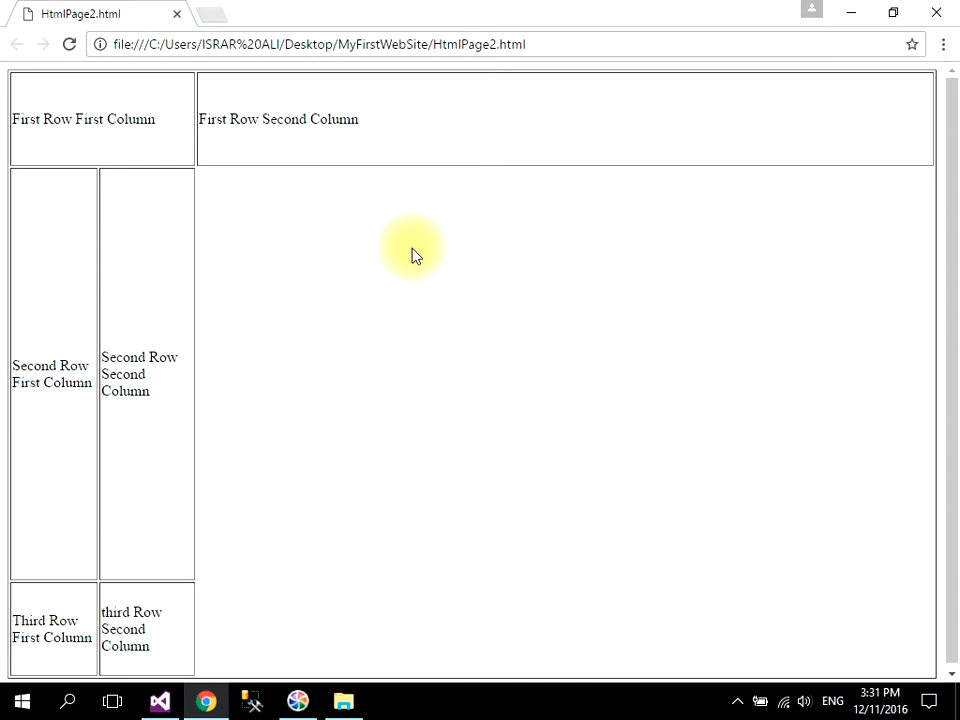 HtmlPage2.html
file:///C:/Users/ISRAR%20ALI/Desktop/MyFirstWebSite/HtmlPage2.html
First Row First Column
First Row Second Column
Second Row
First Column
Second Row
Second
Column
Third Row
First Column
third Row
Second
Column
ENG
3:31 PM
12/11/2016